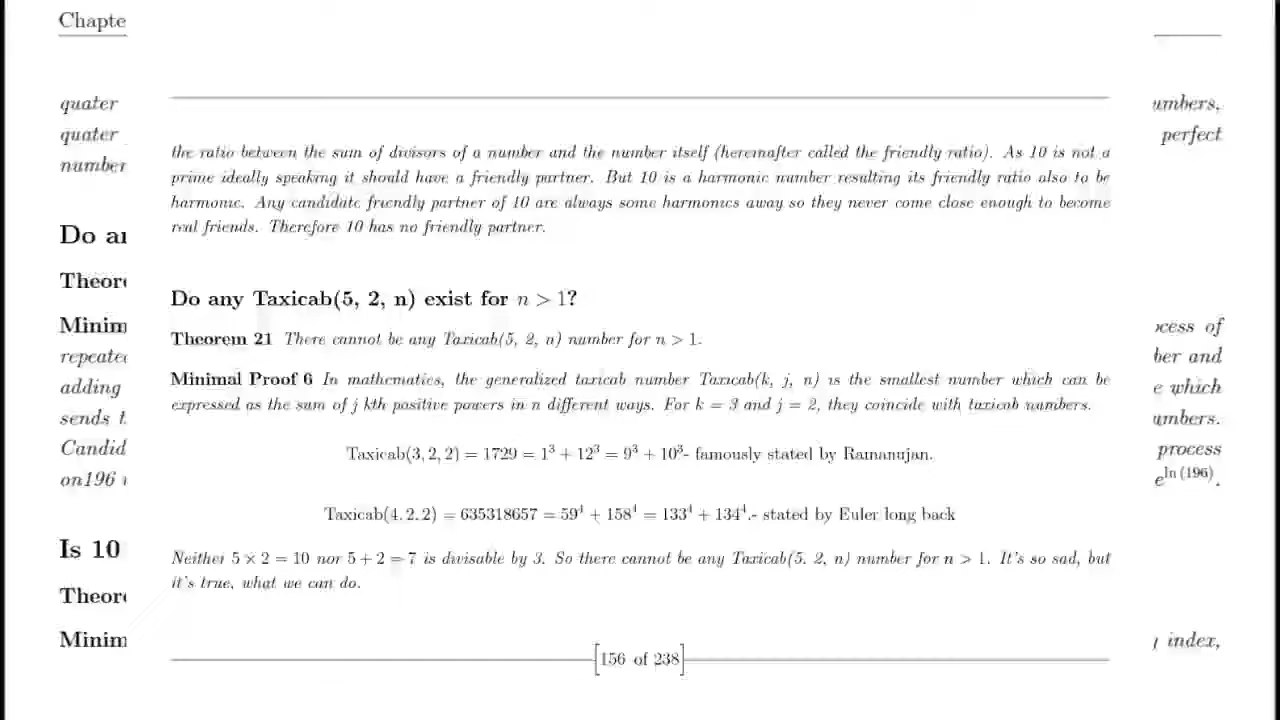 Chapte
quater umbers,
quater perfect
number
the ratio between the sum of divisors of a number and the number itself (hereinafter called the friendly ratio). As 10 is not a
prime ideally speaking it should have a friendly partner. But 10 is a harmonic number resulting its friendly ratio also to be
harmonic. Any candidate friendly partner of 10 are always some harmonics away so they never come close enough to become
real friends. Therefore 10 has no friendly partner.
Do ar
Do any Taxicab(5, 2, n) exist for n > 1?
Theore
Theorem 21 There cannot be any Taxicab(5, 2, n) number for n > 1.
Minim cess of
repeated ber and
adding e which
sends t umbers.
Candid process
on196 e^ln (196).
Minimal Proof 6 In mathematics, the generalized taxicab number Taxicab(k, j, n) is the smallest number which can be
expressed as the sum of j kth positive powers in n different ways. For k = 3 and j = 2, they coincide with taxicab numbers.
Taxicab(3, 2, 2) = 1729 = 1³ + 12³ = 9³ + 10³- famously stated by Ramanujan.
Taxicab(4, 2, 2) = 635318657 = 59⁴ + 158⁴ = 133⁴ + 134⁴.- stated by Euler long back
Is 10
Neither 5 × 2 = 10 nor 5 + 2 = 7 is divisable by 3. So there cannot be any Taxicab(5, 2, n) number for n > 1. It's so sad, but
it's true, what we can do.
Theore
Minim index,
[156 of 238]